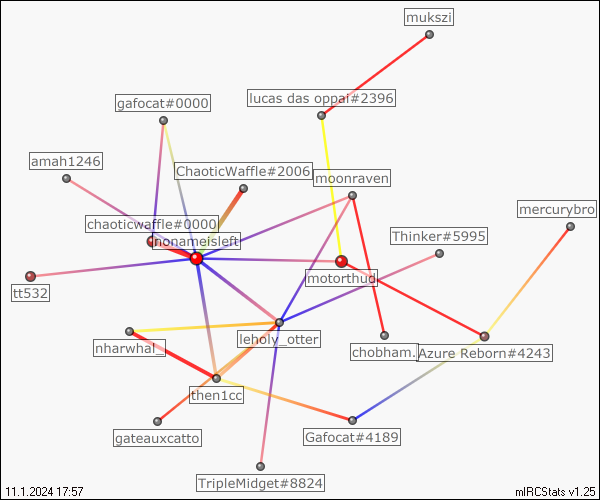 mukszi
lucas das oppai#2396
gafocat#0000
amah1246
ChaoticWaffle#2006
moonraven
mercurybro
chaoticwaffle#0000
Thinker#5995
nonameisleft
motorthud
tt532
leholy_otter
nharwhal_
chobham.
Azure Reborn#4243
then1cc
gateauxcatto
Gafocat#4189
TripleMidget#8824
11.1.2024 17:57
mIRCStats v1.25